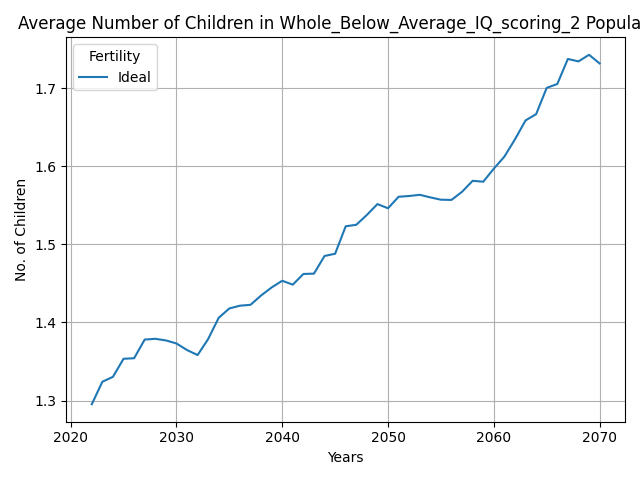 Average Number of Children in Whole_Below_Average_IQ_scoring_2 Popula
Fertility
Ideal
No. of Children
1.7
1.6
1.5
1.4
1.3
2020 2030 2040 2050 2060 2070
Years